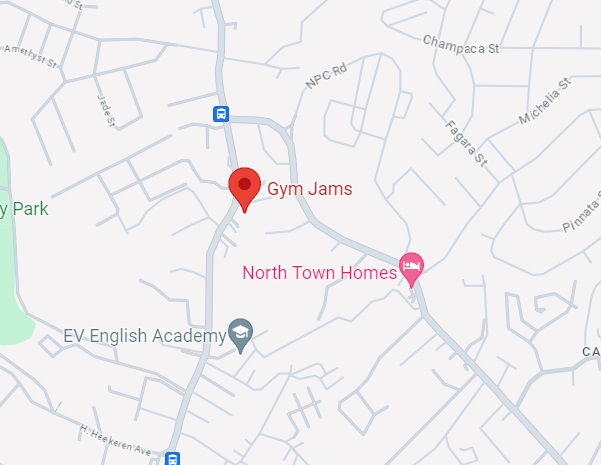 Amethyst St
Jade St
NPC Rd
Champaca St
Michelia St
Fagara St
Gym Jams
y Park
Pinnata
North Town Homes
EV English Academy
CA
H. Heekeien Ave